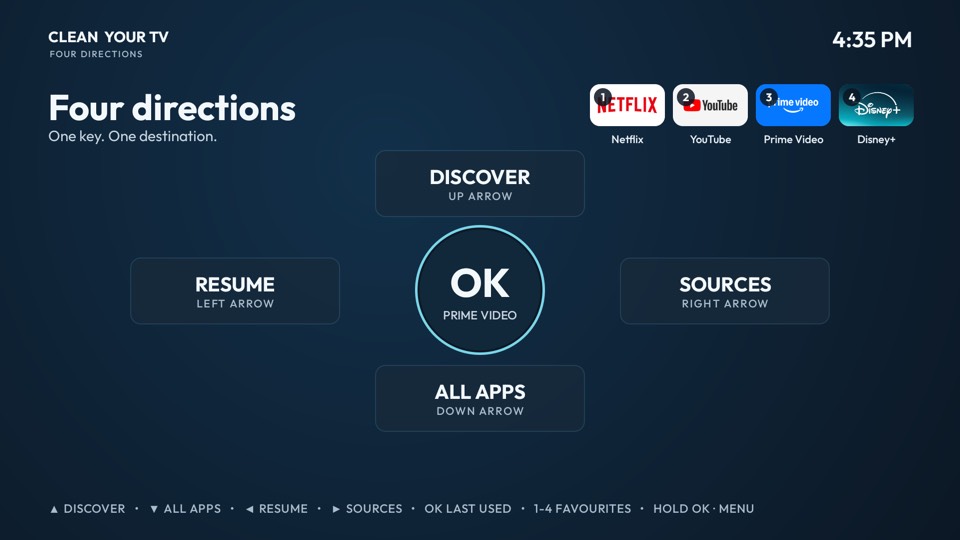 CLEAN YOUR TV
FOUR DIRECTIONS
4:35 PM
Four directions
One key. One destination.
1 NETFLIX
2 YouTube
3 prime video
4 Disney+
Netflix
YouTube
Prime Video
Disney+
DISCOVER
UP ARROW
RESUME
LEFT ARROW
OK
PRIME VIDEO
SOURCES
RIGHT ARROW
ALL APPS
DOWN ARROW
▲ DISCOVER • ▼ ALL APPS • ◄ RESUME • ► SOURCES • OK LAST USED • 1-4 FAVOURITES • HOLD OK · MENU